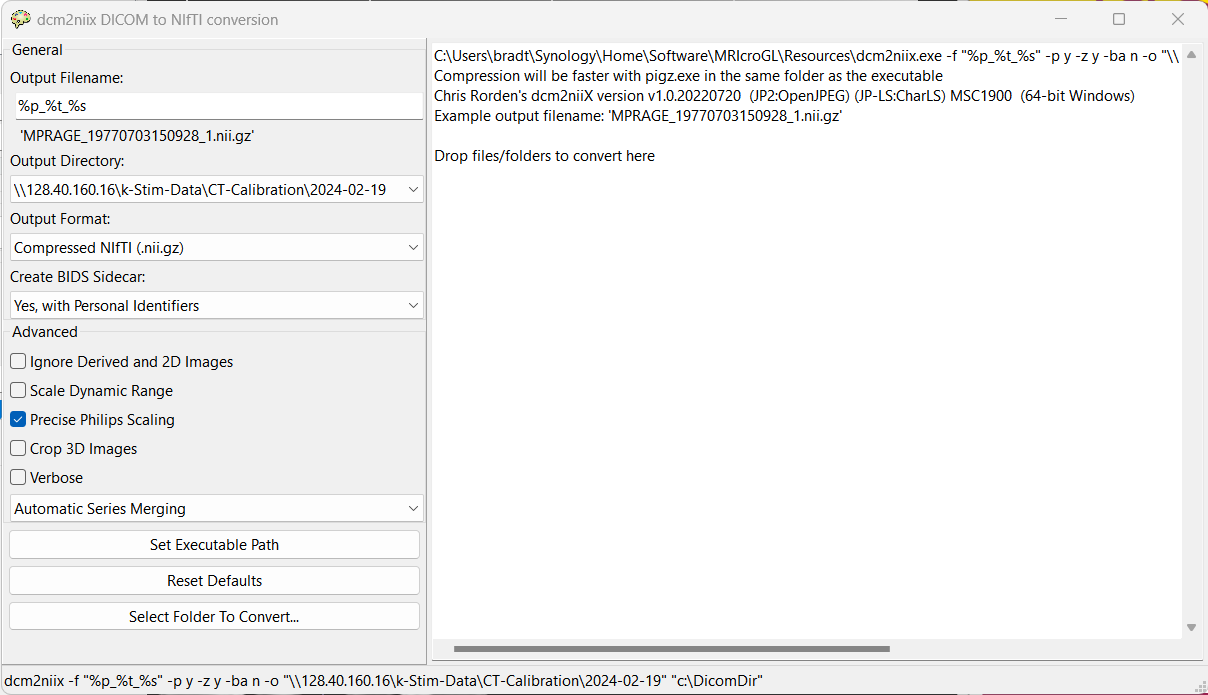 dcm2niix DICOM to NIfTI conversion
General
Output Filename:
%p_%t_%s
'MPRAGE_19770703150928_1.nii.gz'
Output Directory:
\\128.40.160.16\k-Stim-Data\CT-Calibration\2024-02-19
Output Format:
Compressed NIfTI (.nii.gz)
Create BIDS Sidecar:
Yes, with Personal Identifiers
Advanced
Ignore Derived and 2D Images
Scale Dynamic Range
Precise Philips Scaling
Crop 3D Images
Verbose
Automatic Series Merging
Set Executable Path
Reset Defaults
Select Folder To Convert...
C:\Users\bradt\Synology\Home\Software\MRIcroGL\Resources\dcm2niix.exe -f "%p_%t_%s" -p y -z y -ba n -o "\\
Compression will be faster with pigz.exe in the same folder as the executable
Chris Rorden's dcm2niiX version v1.0.20220720  (JP2:OpenJPEG) (JP-LS:CharLS) MSC1900  (64-bit Windows)
Example output filename: 'MPRAGE_19770703150928_1.nii.gz'
Drop files/folders to convert here
dcm2niix -f "%p_%t_%s" -p y -z y -ba n -o "\\128.40.160.16\k-Stim-Data\CT-Calibration\2024-02-19" "c:\DicomDir"